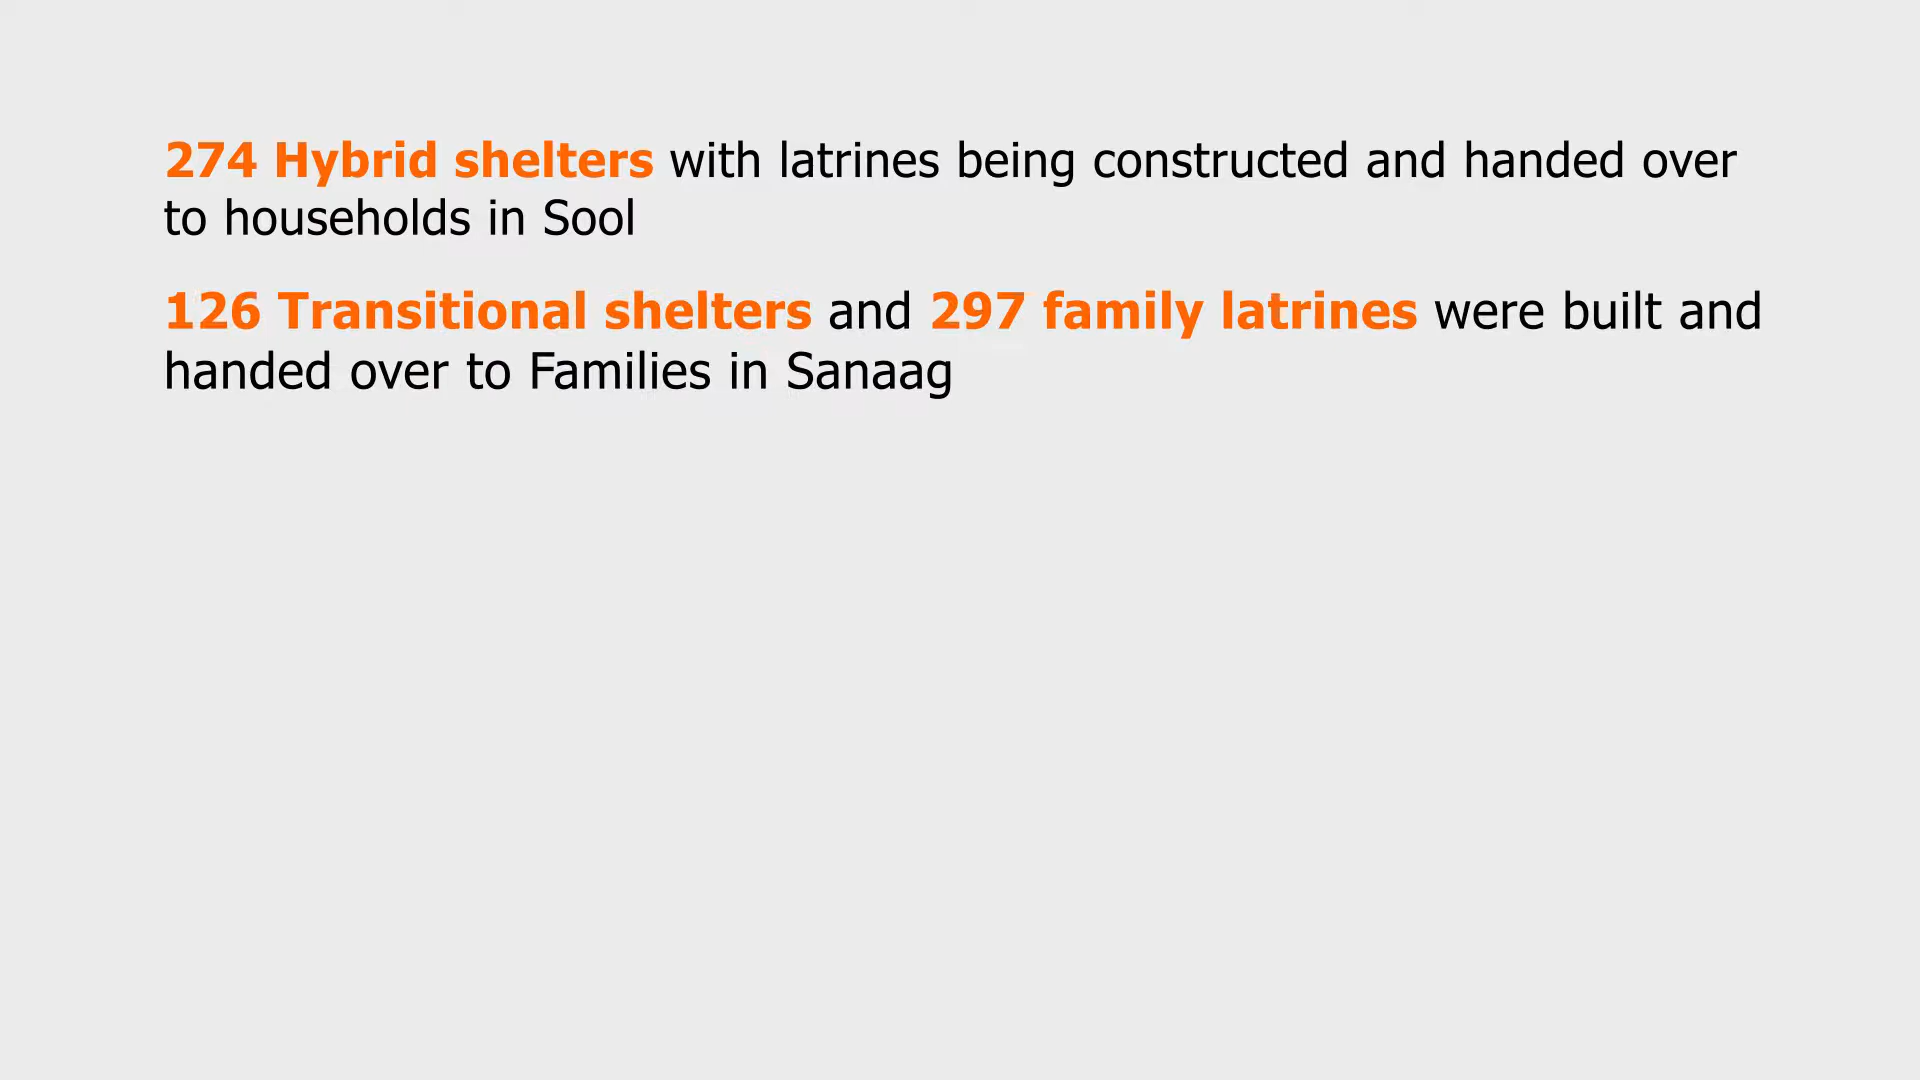 274 Hybrid shelters with latrines being constructed and handed over
to households in Sool
126 Transitional shelters and 297 family latrines were built and
handed over to Families in Sanaag